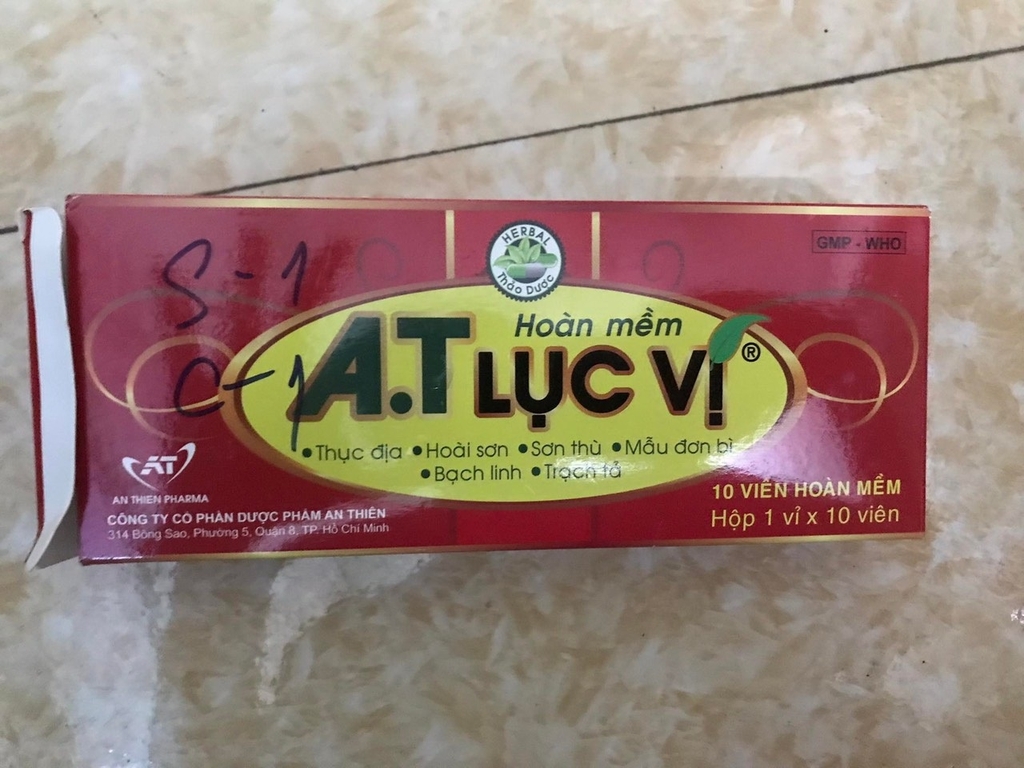 HERBAL
Thảo Dược
GMP - WHO
S-1
C-1
Hoàn mềm
A.T LỤC VỊ ®
• Thục địa • Hoài sơn • Sơn thù • Mẫu đơn bì
• Bạch linh • Trạch tả
AT
AN THIEN PHARMA
CÔNG TY CỔ PHẦN DƯỢC PHẨM AN THIÊN
314 Bông Sao, Phường 5, Quận 8, TP. Hồ Chí Minh
10 VIÊN HOÀN MỀM
Hộp 1 vỉ x 10 viên